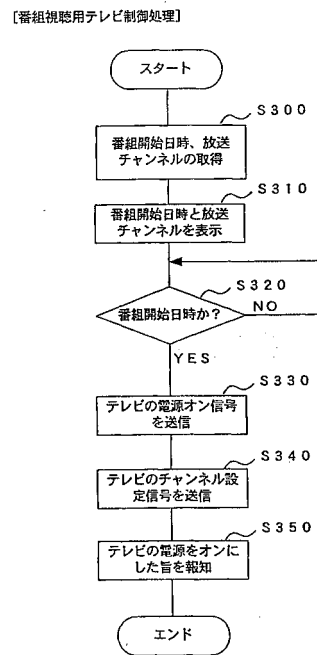 [番組視聴用テレビ制御処理]
スタート
S300
番組開始日時、放送
チャンネルの取得
S310
番組開始日時と放送
チャンネルを表示
S320
番組開始日時か?
NO
YES
S330
テレビの電源オン信号
を送信
S340
テレビのチャンネル設
定信号を送信
S350
テレビの電源をオンに
した旨を報知
エンド